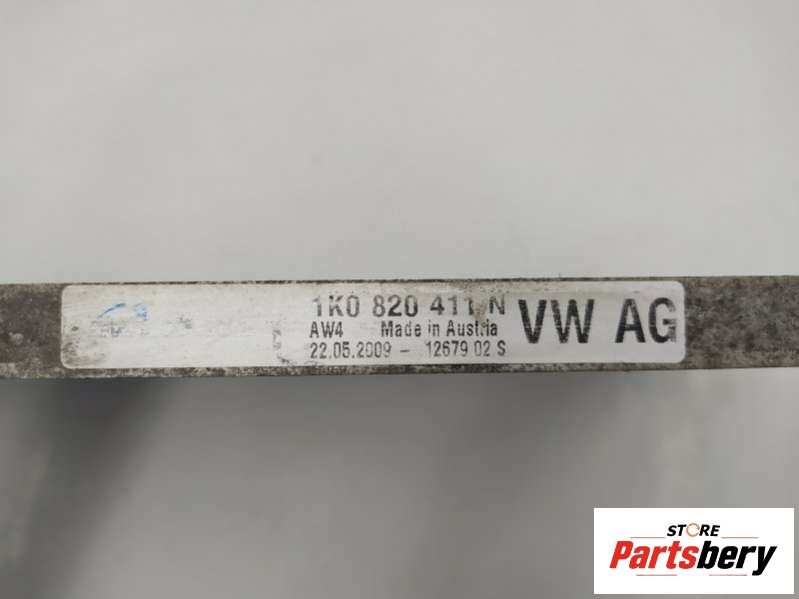 1K0 820 411 N
AW4 Made in Austria
22.05.2009 - 12679 02 S
VW AG
STORE
Partsbery